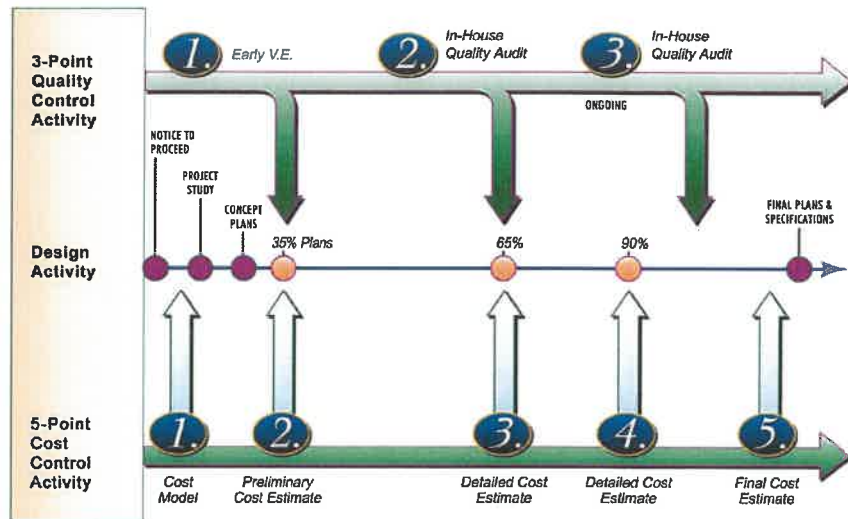 3-Point
Quality
Control
Activity
1.
Early V.E.
2.
In-House
Quality Audit
3.
In-House
Quality Audit
ONGOING
NOTICE TO
PROCEED
PROJECT
STUDY
CONCEPT
PLANS
35% Plans
65%
90%
FINAL PLANS &
SPECIFICATIONS
Design
Activity
5-Point
Cost
Control
Activity
1.
2.
3.
4.
5.
Cost
Model
Preliminary
Cost Estimate
Detailed Cost
Estimate
Detailed Cost
Estimate
Final Cost
Estimate